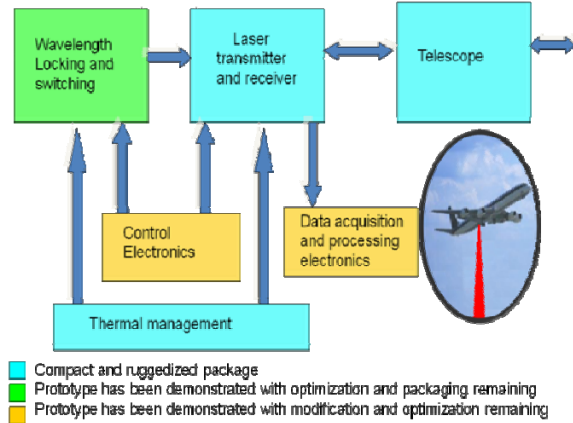 Wavelength
Locking and
switching
Laser
transmitter
and receiver
Telescope
Control
Electronics
Data acquisition
and processing
electronics
Thermal management
Compact and ruggedized package
Prototype has been demonstrated with optimization and packaging remaining
Prototype has been demonstrated with modification and optimization remaining